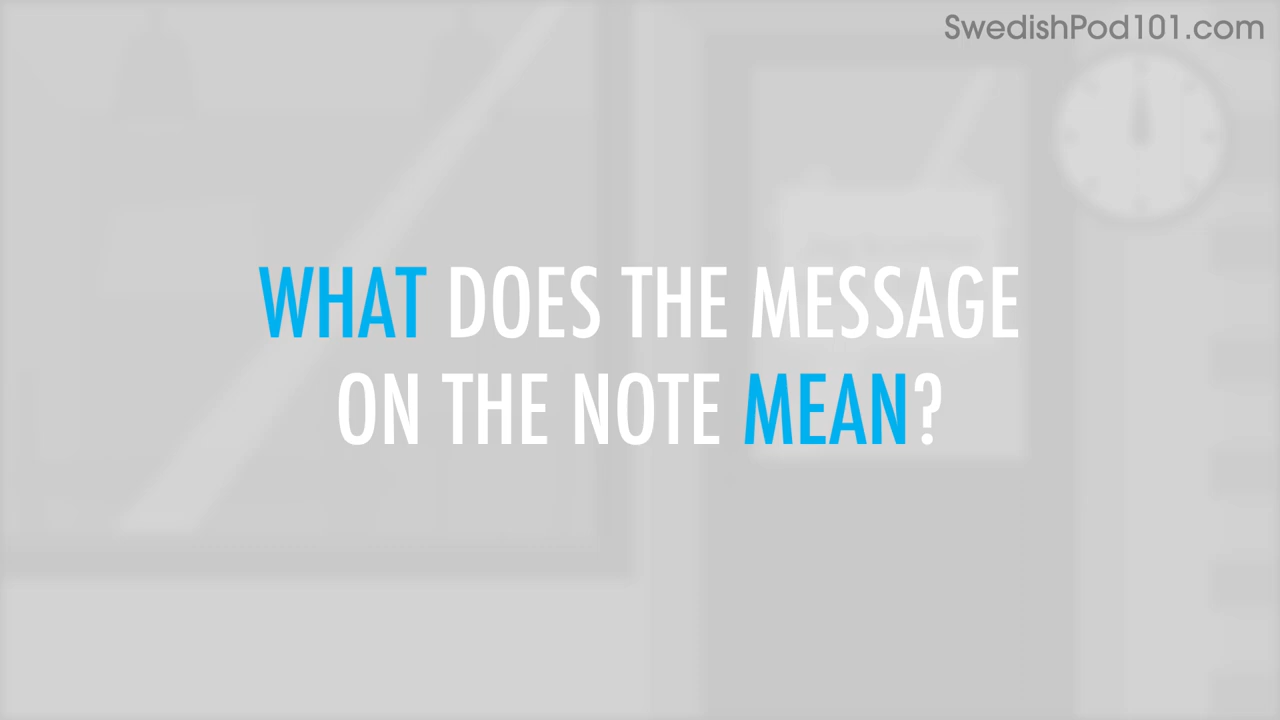 SwedishPod101.com
WHAT DOES THE MESSAGE
ON THE NOTE MEAN?